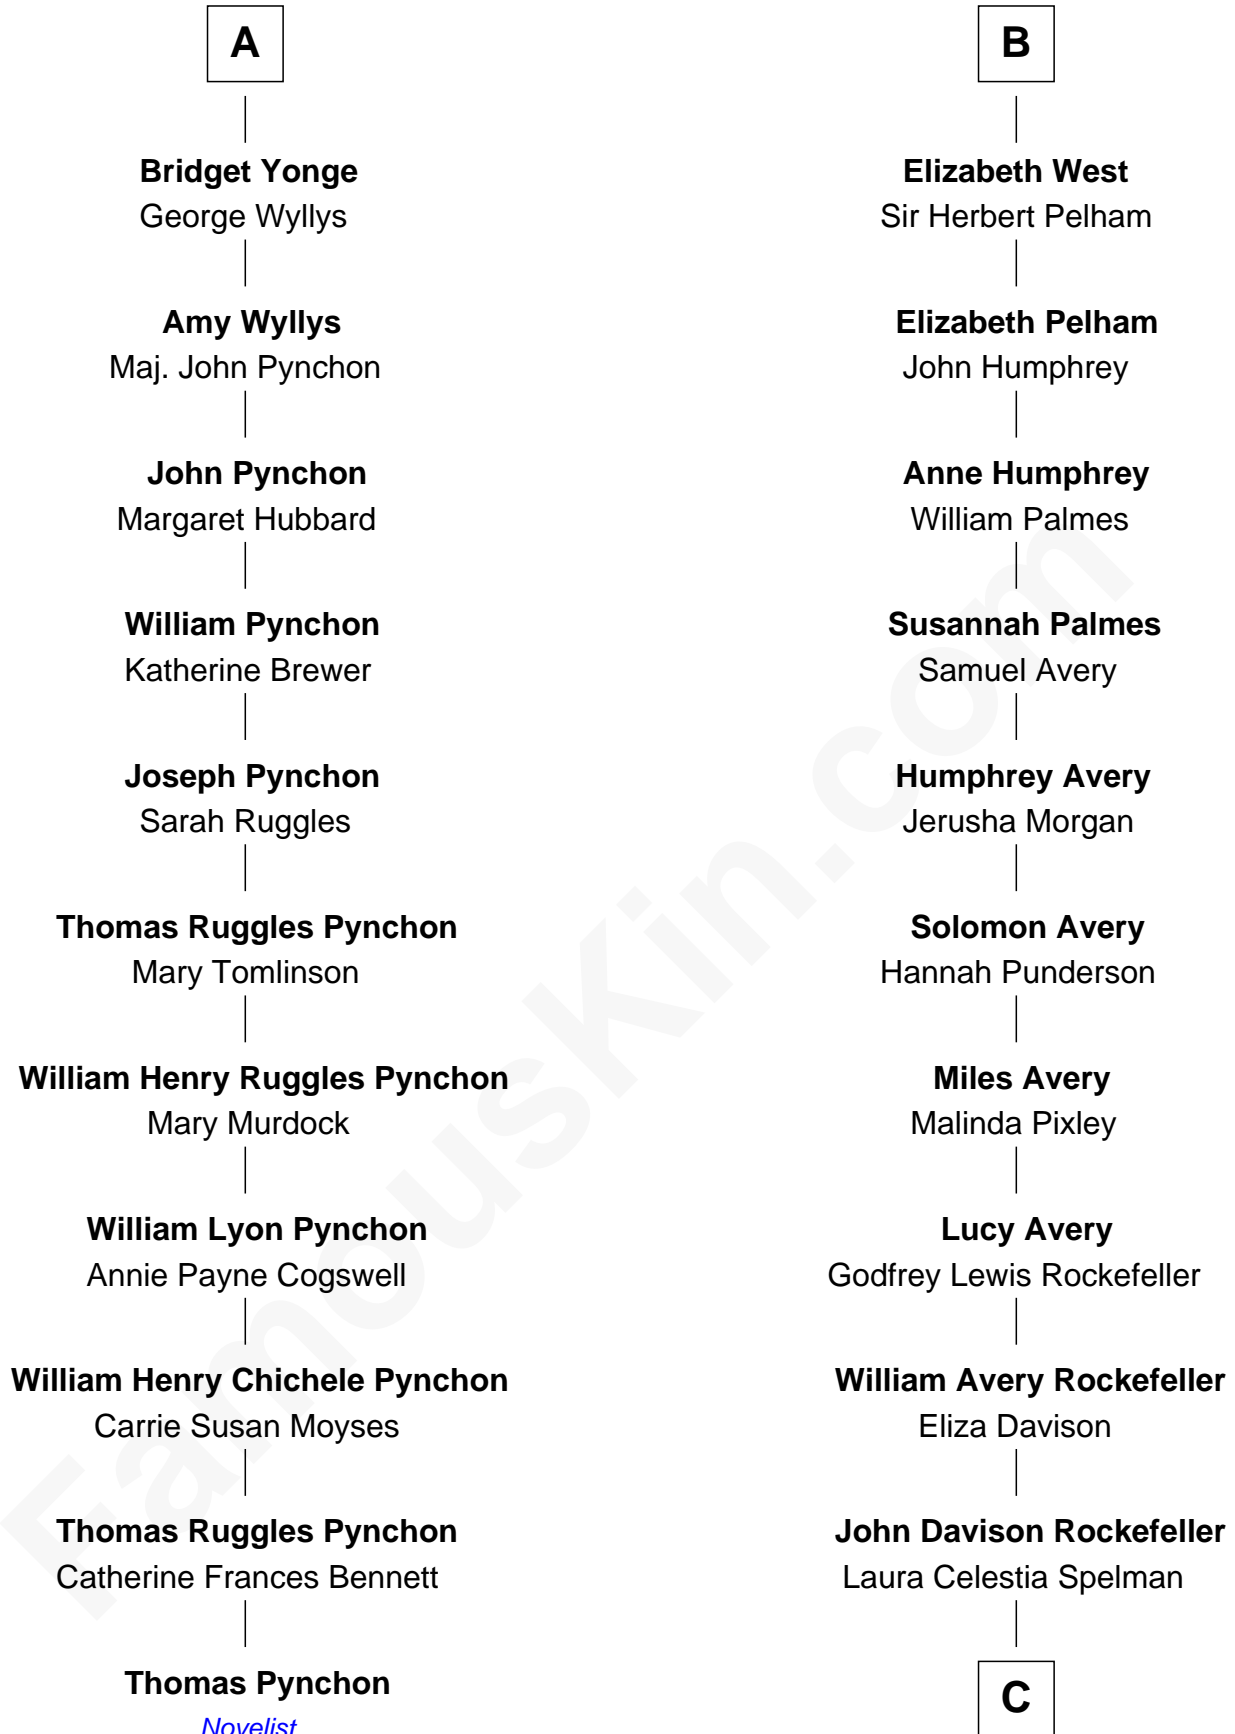 A
Bridget Yonge
George Wyllys
Amy Wyllys
Maj. John Pynchon
John Pynchon
Margaret Hubbard
William Pynchon
Katherine Brewer
Joseph Pynchon
Sarah Ruggles
Thomas Ruggles Pynchon
Mary Tomlinson
William Henry Ruggles Pynchon
Mary Murdock
William Lyon Pynchon
Annie Payne Cogswell
William Henry Chichele Pynchon
Carrie Susan Moyses
Thomas Ruggles Pynchon
Catherine Frances Bennett
Thomas Pynchon
Novelist
B
Elizabeth West
Sir Herbert Pelham
Elizabeth Pelham
John Humphrey
Anne Humphrey
William Palmes
Susannah Palmes
Samuel Avery
Humphrey Avery
Jerusha Morgan
Solomon Avery
Hannah Punderson
Miles Avery
Malinda Pixley
Lucy Avery
Godfrey Lewis Rockefeller
William Avery Rockefeller
Eliza Davison
John Davison Rockefeller
Laura Celestia Spelman
C
FamousKin.com